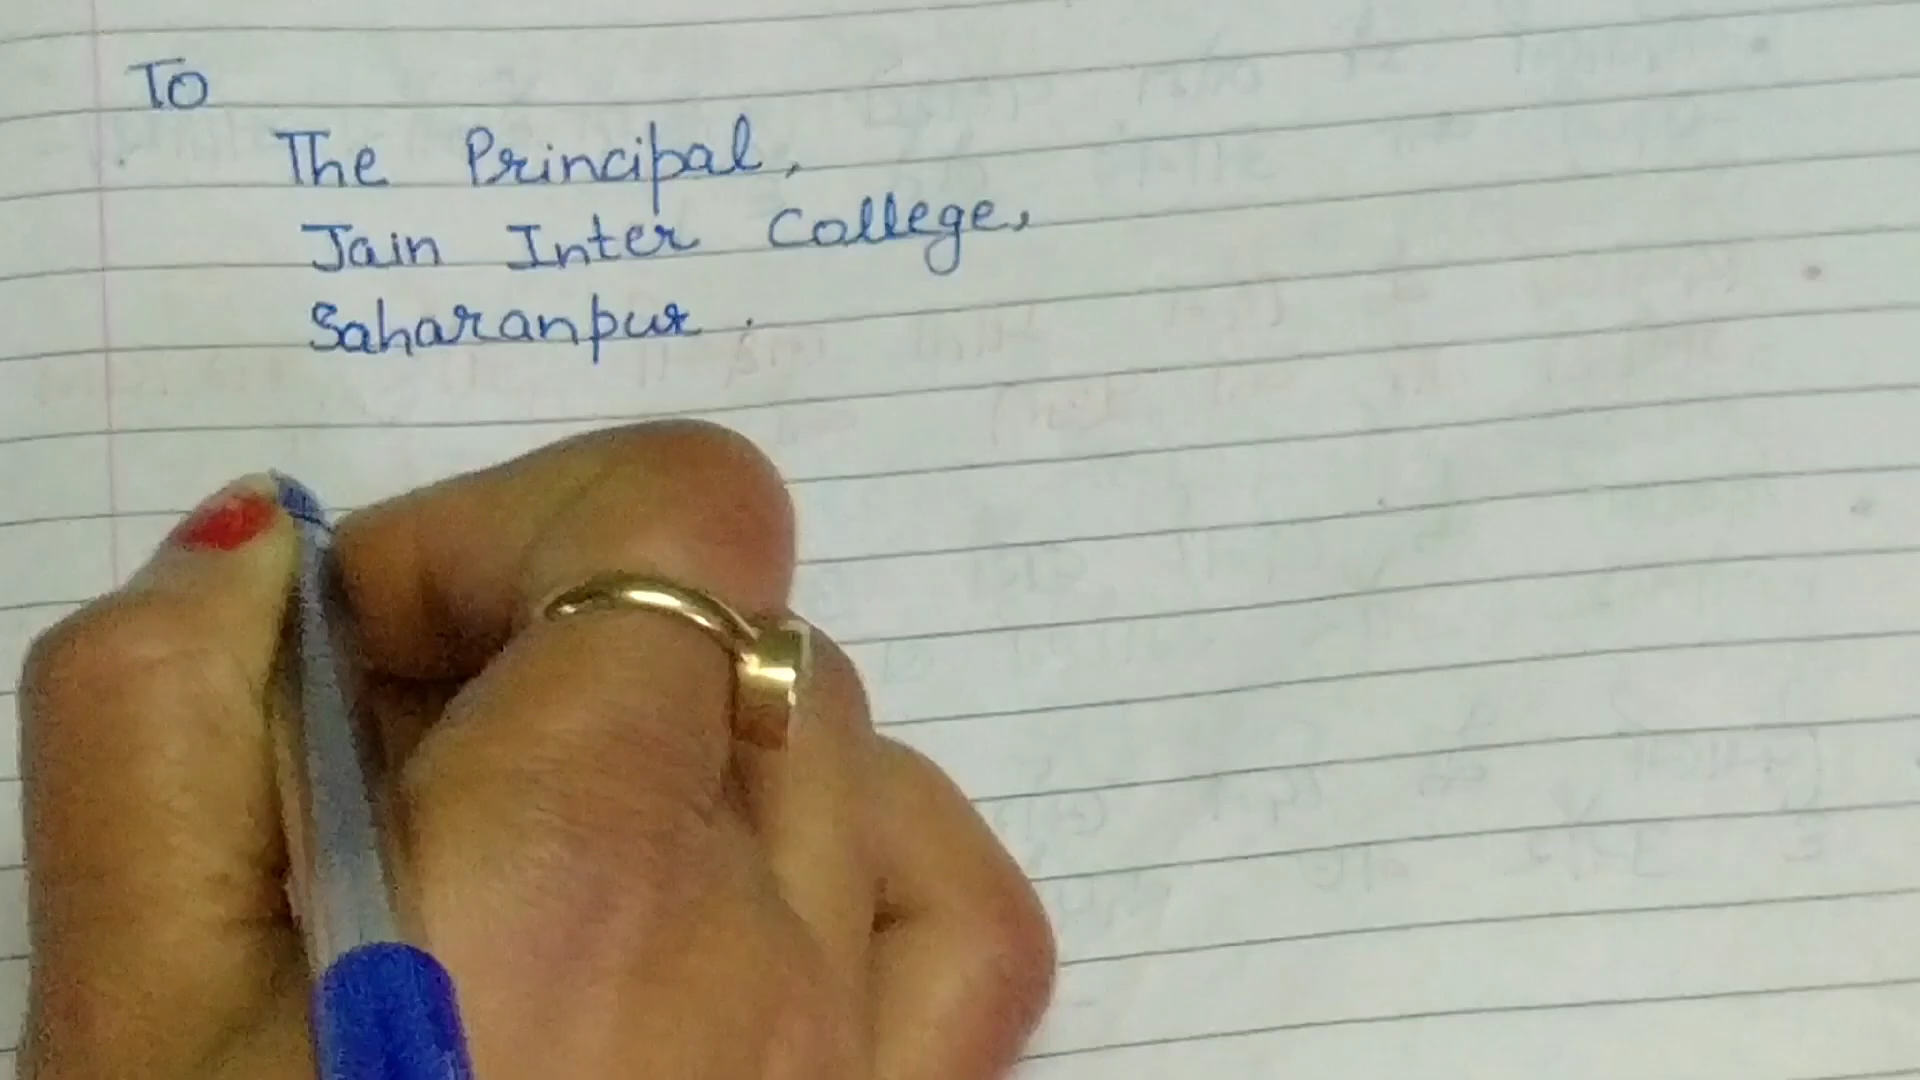 To
The Principal,
Jain Inter College,
Saharanpur.